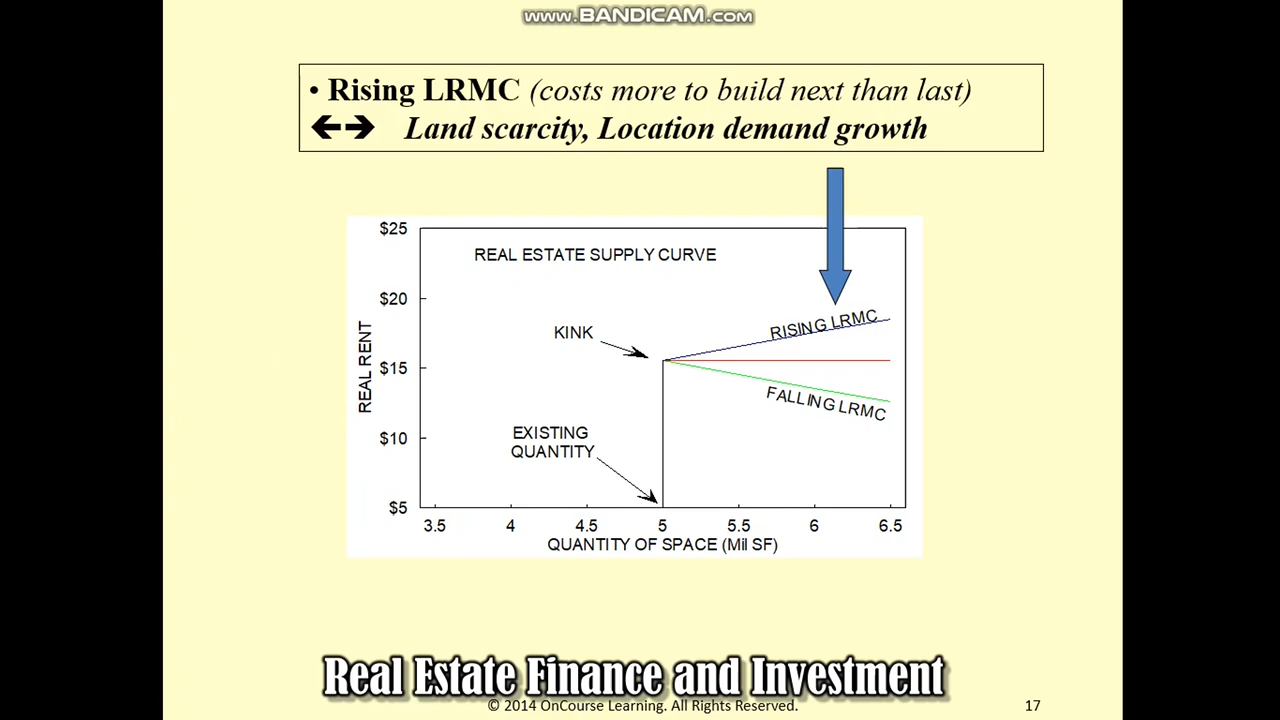 www.BANDICAM.com
• Rising LRMC (costs more to build next than last)
←→ Land scarcity, Location demand growth
$25
REAL ESTATE SUPPLY CURVE
$20
RISING LRMC
KINK
REAL RENT
$15
FALLING LRMC
EXISTING
QUANTITY
$10
$5
3.5 4 4.5 5 5.5 6 6.5
QUANTITY OF SPACE (Mil SF)
Real Estate Finance and Investment
© 2014 OnCourse Learning. All Rights Reserved.
17